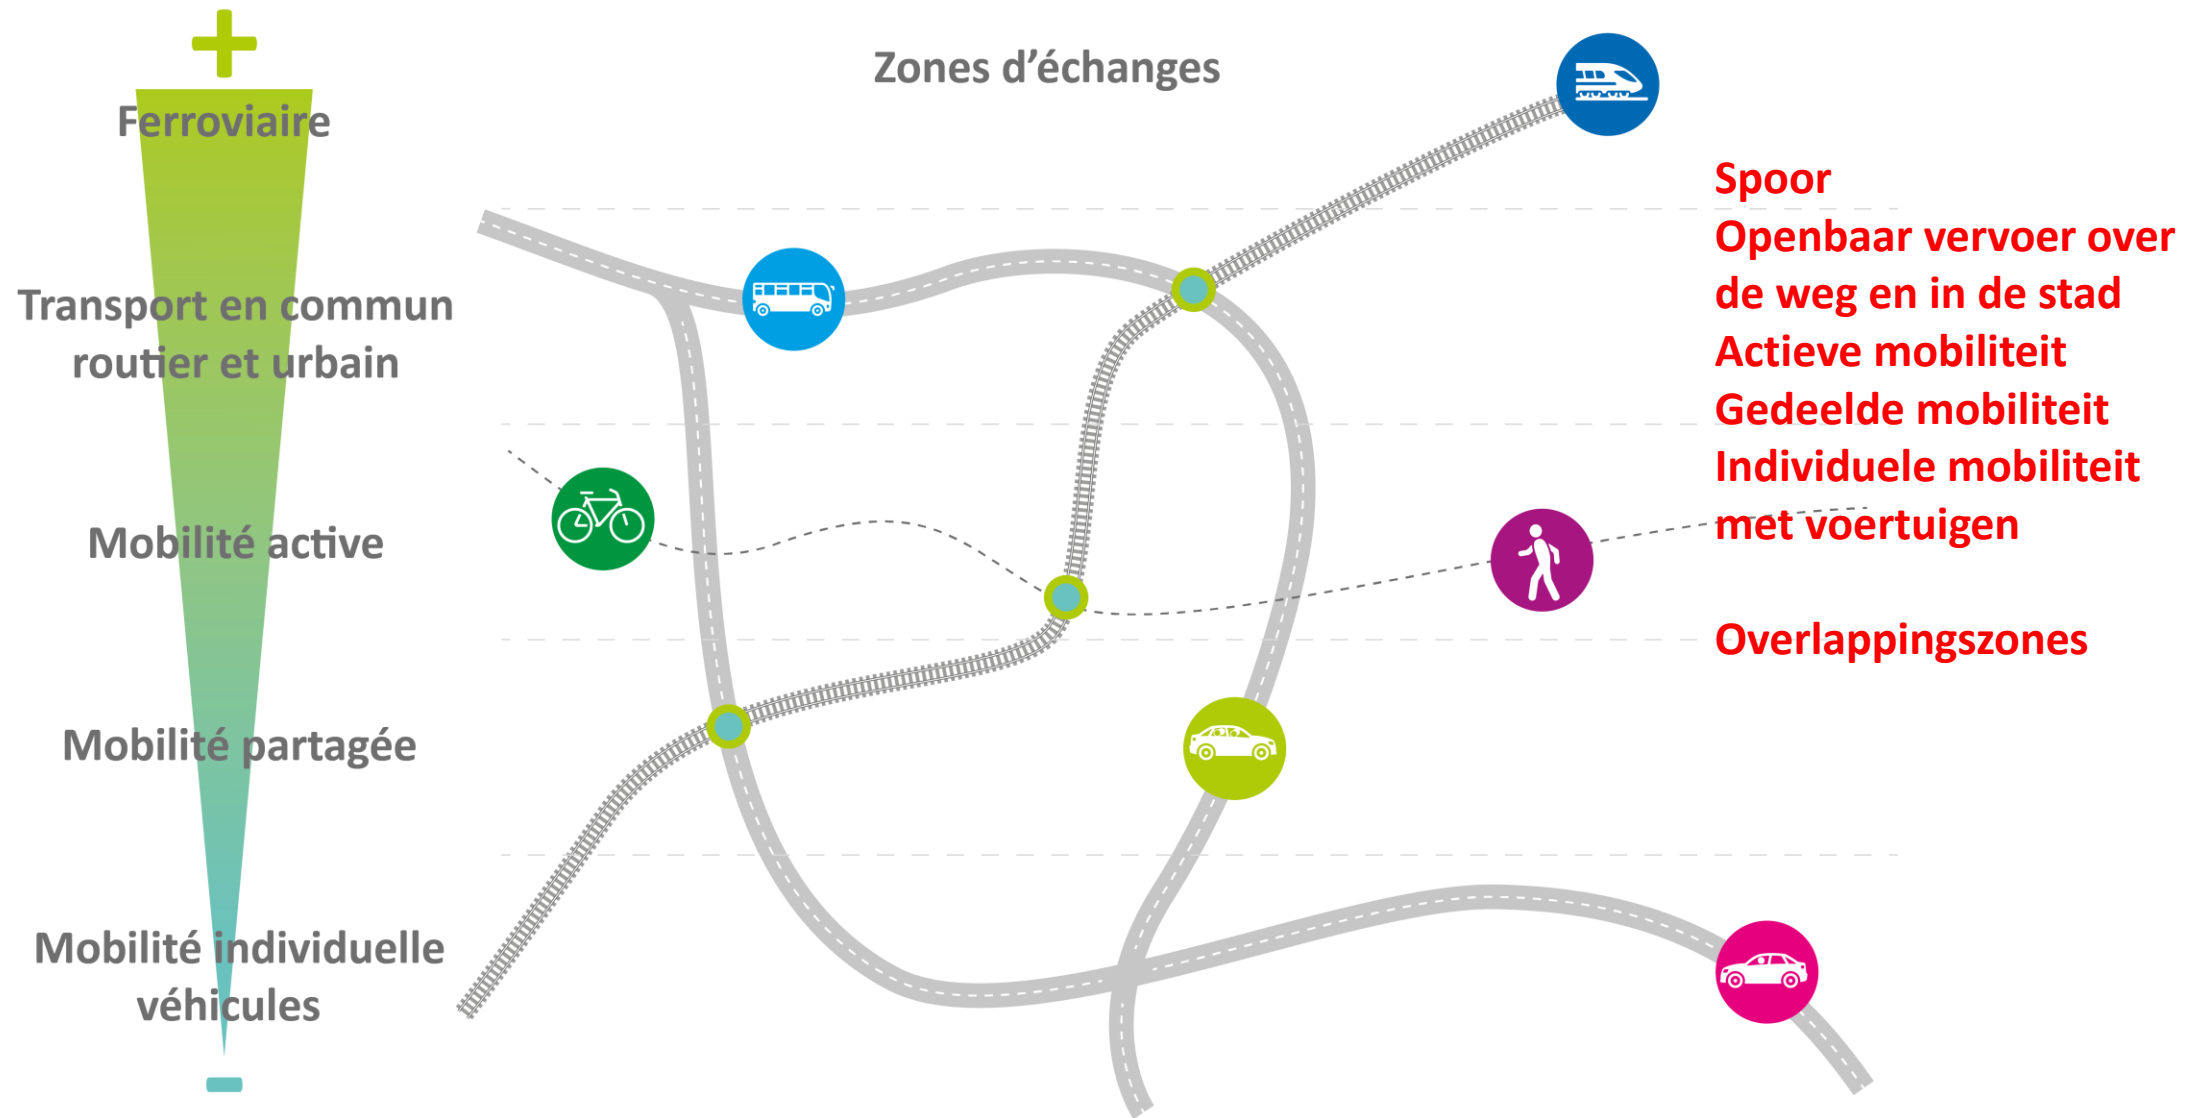 +
Zones d'échanges
Ferroviaire
Transport en commun
routier et urbain
Mobilité active
Mobilité partagée
Mobilité individuelle
véhicules
-
Spoor
Openbaar vervoer over
de weg en in de stad
Actieve mobiliteit
Gedeelde mobiliteit
Individuele mobiliteit
met voertuigen
Overlappingszones